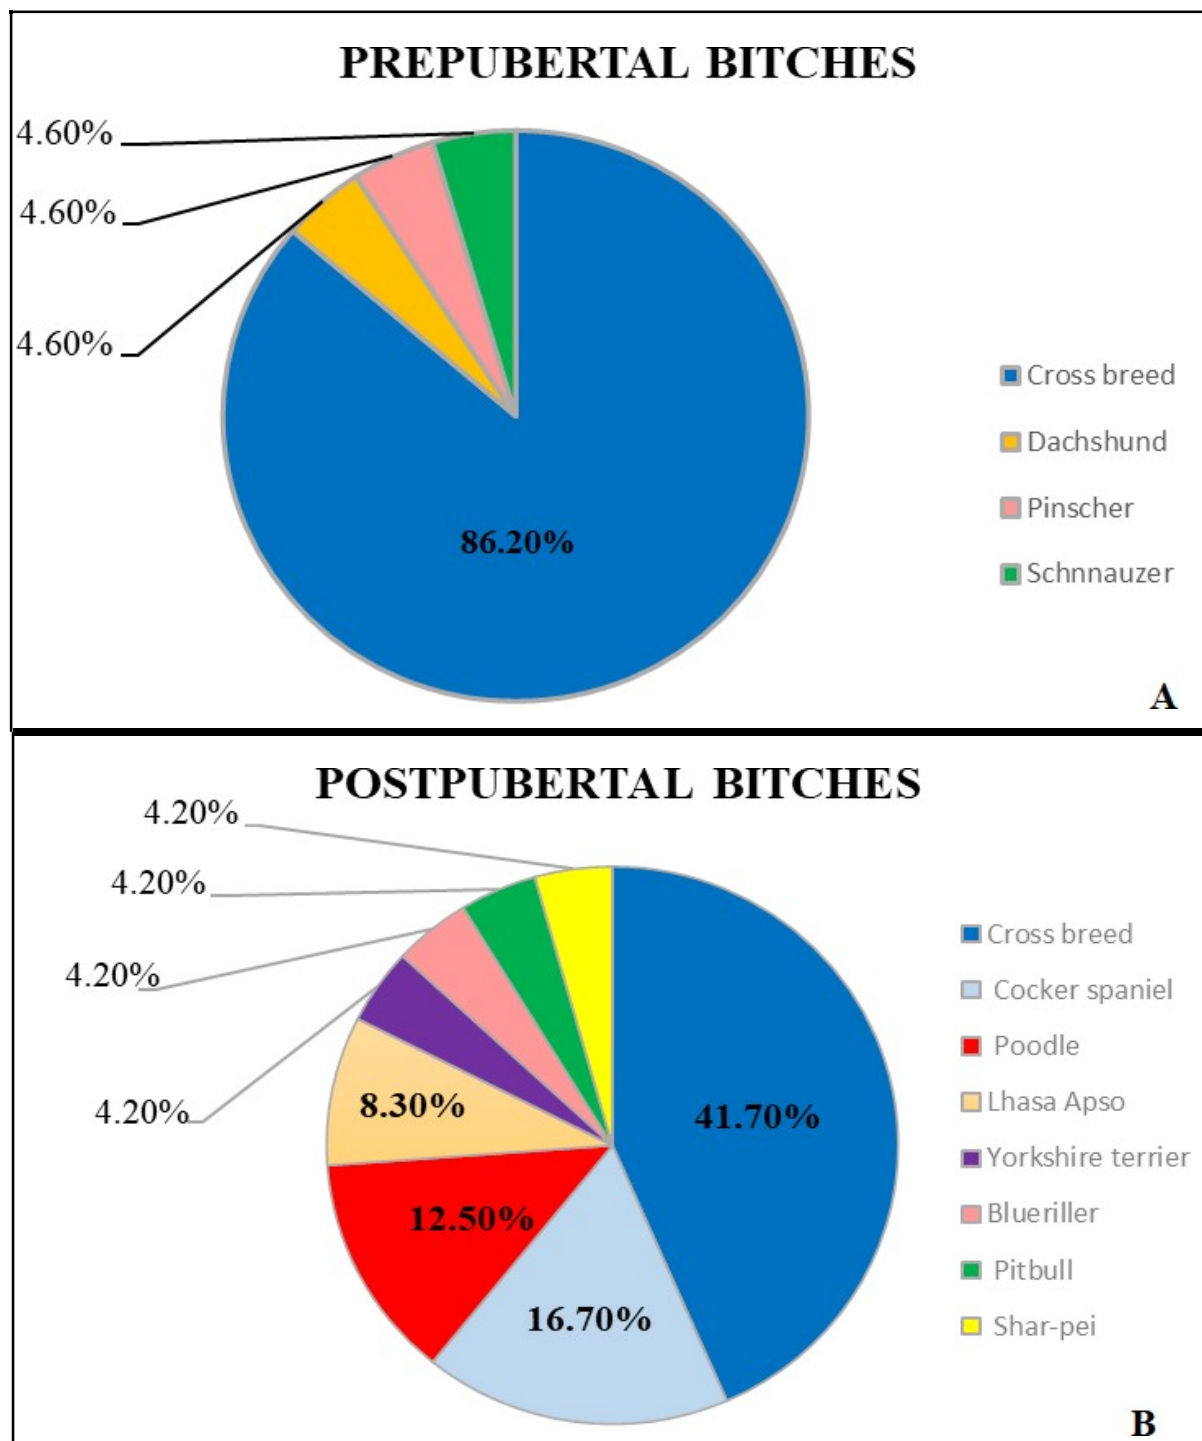 PREPUBERTAL BITCHES
4.60%
4.60%
4.60%
86.20%
Cross breed
Dachshund
Pinscher
Schnnauzer
A
POSTPUBERTAL BITCHES
4.20%
4.20%
4.20%
4.20%
8.30%
41.70%
12.50%
16.70%
Cross breed
Cocker spaniel
Poodle
Lhasa Apso
Yorkshire terrier
Blueriller
Pitbull
Shar-pei
B